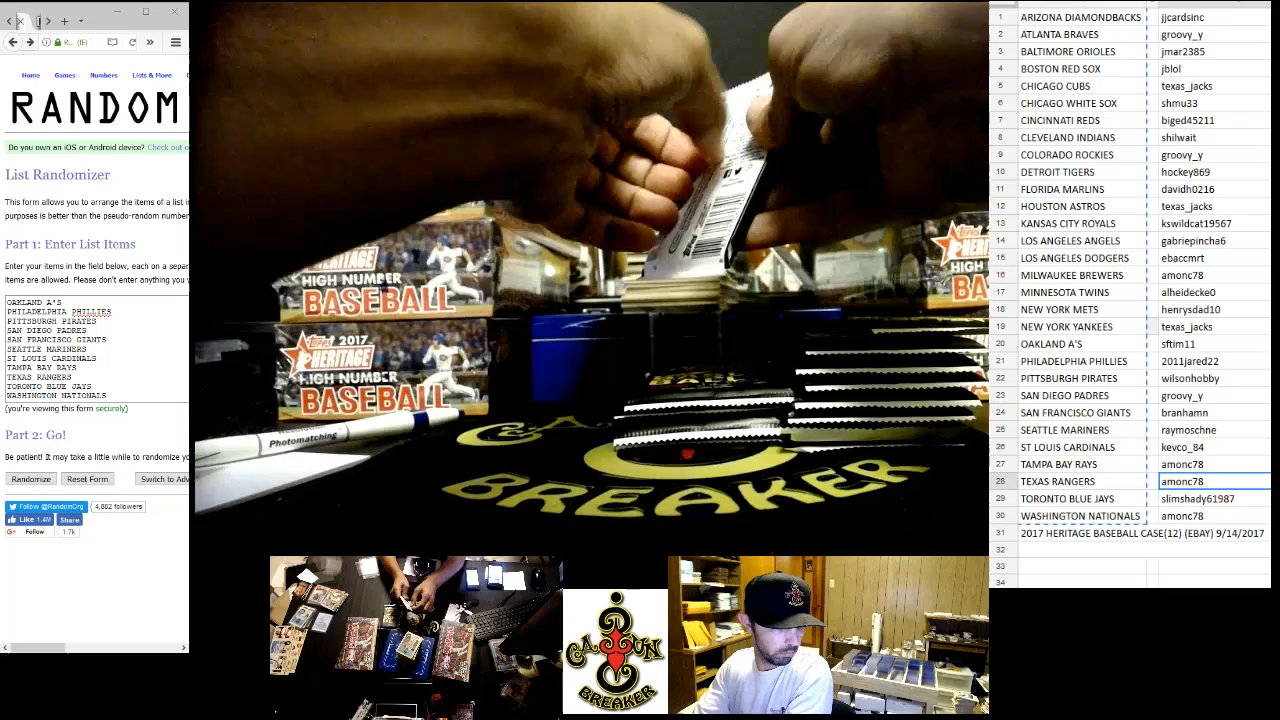 Home Games Numbers Lists & More
RANDOM
Do you own an iOS or Android device? Check out
List Randomizer
This form allows you to arrange the items of a list in
purposes is better than the pseudo-random number
Part 1: Enter List Items
Enter your items in the field below, each on a separ
items are allowed. Please don't enter anything you
OAKLAND A'S
PHILADELPHIA PHILLIES
PITTSBURGH PIRATES
SAN DIEGO PADRES
SAN FRANCISCO GIANTS
SEATTLE MARINERS
ST LOUIS CARDINALS
TAMPA BAY RAYS
TEXAS RANGERS
TORONTO BLUE JAYS
WASHINGTON NATIONALS
(you're viewing this form securely)
Part 2: Go!
Be patient! It may take a little while to randomize yo
Randomize Reset Form Switch to Adv
Follow @RandomOrg 4,882 followers
Like 1.4M Share
G+ Follow 1.7k
HERITAGE
HIGH NUMBER
BASEBALL
TOPPS 2017
HERITAGE
HIGH NUMBER
BASEBALL
HERITAGE
HIGH
BA
Photomatching
BREAKER
CAJUN
BREAKER
1 ARIZONA DIAMONDBACKS jjcardsinc
2 ATLANTA BRAVES groovy_y
3 BALTIMORE ORIOLES jmar2385
4 BOSTON RED SOX jblol
5 CHICAGO CUBS texas_jacks
6 CHICAGO WHITE SOX shmu33
7 CINCINNATI REDS biged45211
8 CLEVELAND INDIANS shilwait
9 COLORADO ROCKIES groovy_y
10 DETROIT TIGERS hockey869
11 FLORIDA MARLINS davidh0216
12 HOUSTON ASTROS texas_jacks
13 KANSAS CITY ROYALS kswildcat19567
14 LOS ANGELES ANGELS gabriepincha6
15 LOS ANGELES DODGERS ebaccmrt
16 MILWAUKEE BREWERS amonc78
17 MINNESOTA TWINS alheidecke0
18 NEW YORK METS henrysdad10
19 NEW YORK YANKEES texas_jacks
20 OAKLAND A'S sftim11
21 PHILADELPHIA PHILLIES 2011jared22
22 PITTSBURGH PIRATES wilsonhobby
23 SAN DIEGO PADRES groovy_y
24 SAN FRANCISCO GIANTS branhamn
25 SEATTLE MARINERS raymoschne
26 ST LOUIS CARDINALS kevco_84
27 TAMPA BAY RAYS amonc78
28 TEXAS RANGERS amonc78
29 TORONTO BLUE JAYS slimshady61987
30 WASHINGTON NATIONALS amonc78
31 2017 HERITAGE BASEBALL CASE(12) (EBAY) 9/14/2017
32
33
34